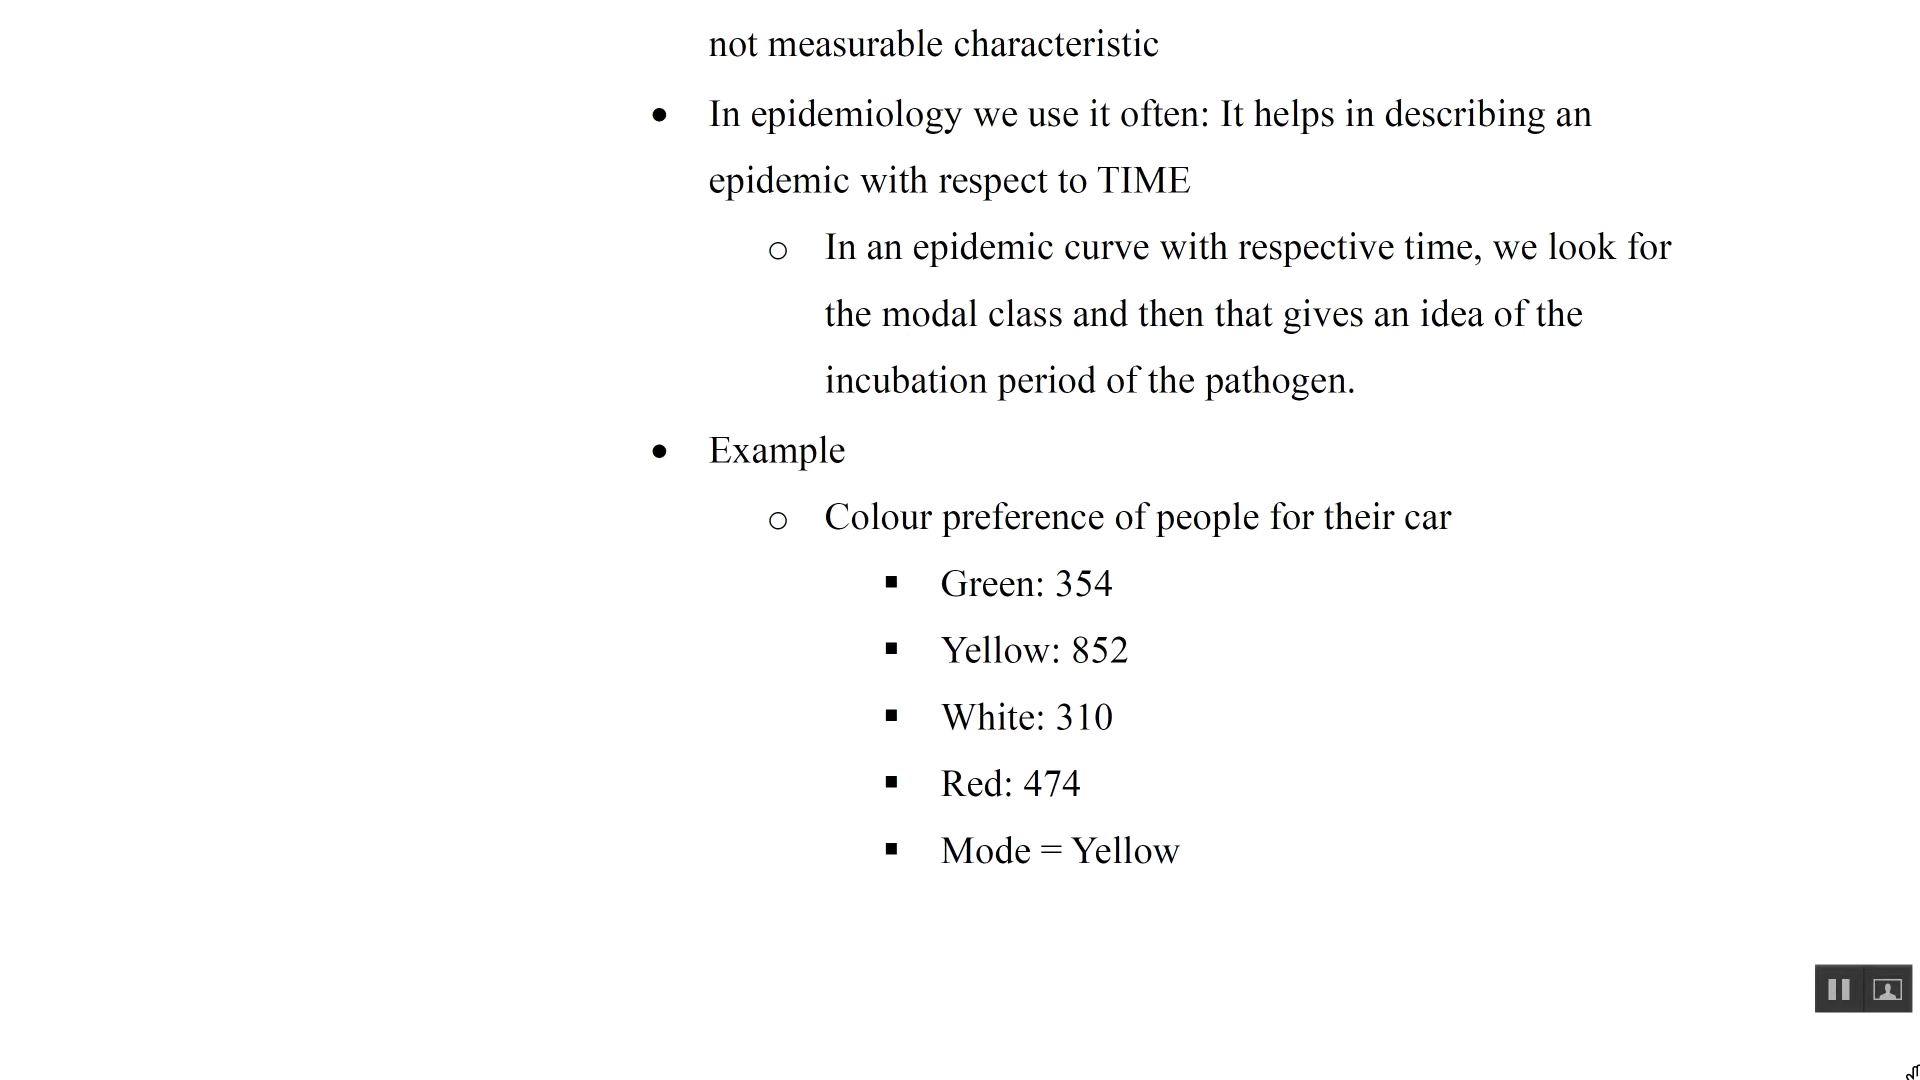 not measurable characteristic
• In epidemiology we use it often: It helps in describing an
epidemic with respect to TIME
o In an epidemic curve with respective time, we look for
the modal class and then that gives an idea of the
incubation period of the pathogen.
• Example
o Colour preference of people for their car
▪ Green: 354
▪ Yellow: 852
▪ White: 310
▪ Red: 474
▪ Mode = Yellow